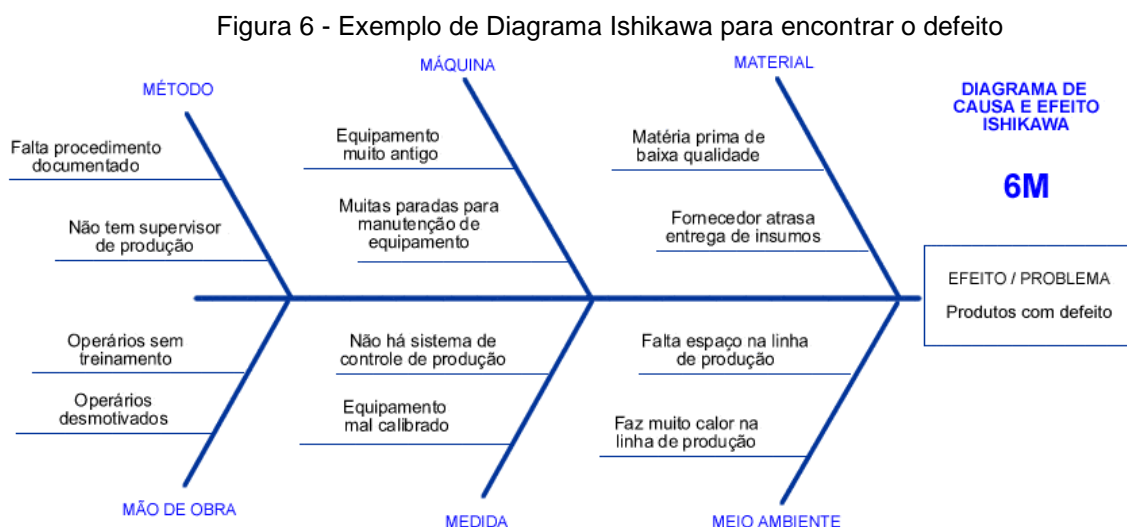 Figura 6 - Exemplo de Diagrama Ishikawa para encontrar o defeito
MÉTODO
MÁQUINA
MATERIAL
DIAGRAMA DE
CAUSA E EFEITO
ISHIKAWA
6M
Falta procedimento
documentado
Não tem supervisor
de produção
Equipamento
muito antigo
Muitas paradas para
manutenção de
equipamento
Matéria prima de
baixa qualidade
Fornecedor atrasa
entrega de insumos
EFEITO / PROBLEMA
Produtos com defeito
Operários sem
treinamento
Operários
desmotivados
Não há sistema de
controle de produção
Equipamento
mal calibrado
Falta espaço na linha
de produção
Faz muito calor na
linha de produção
MÃO DE OBRA
MEDIDA
MEIO AMBIENTE